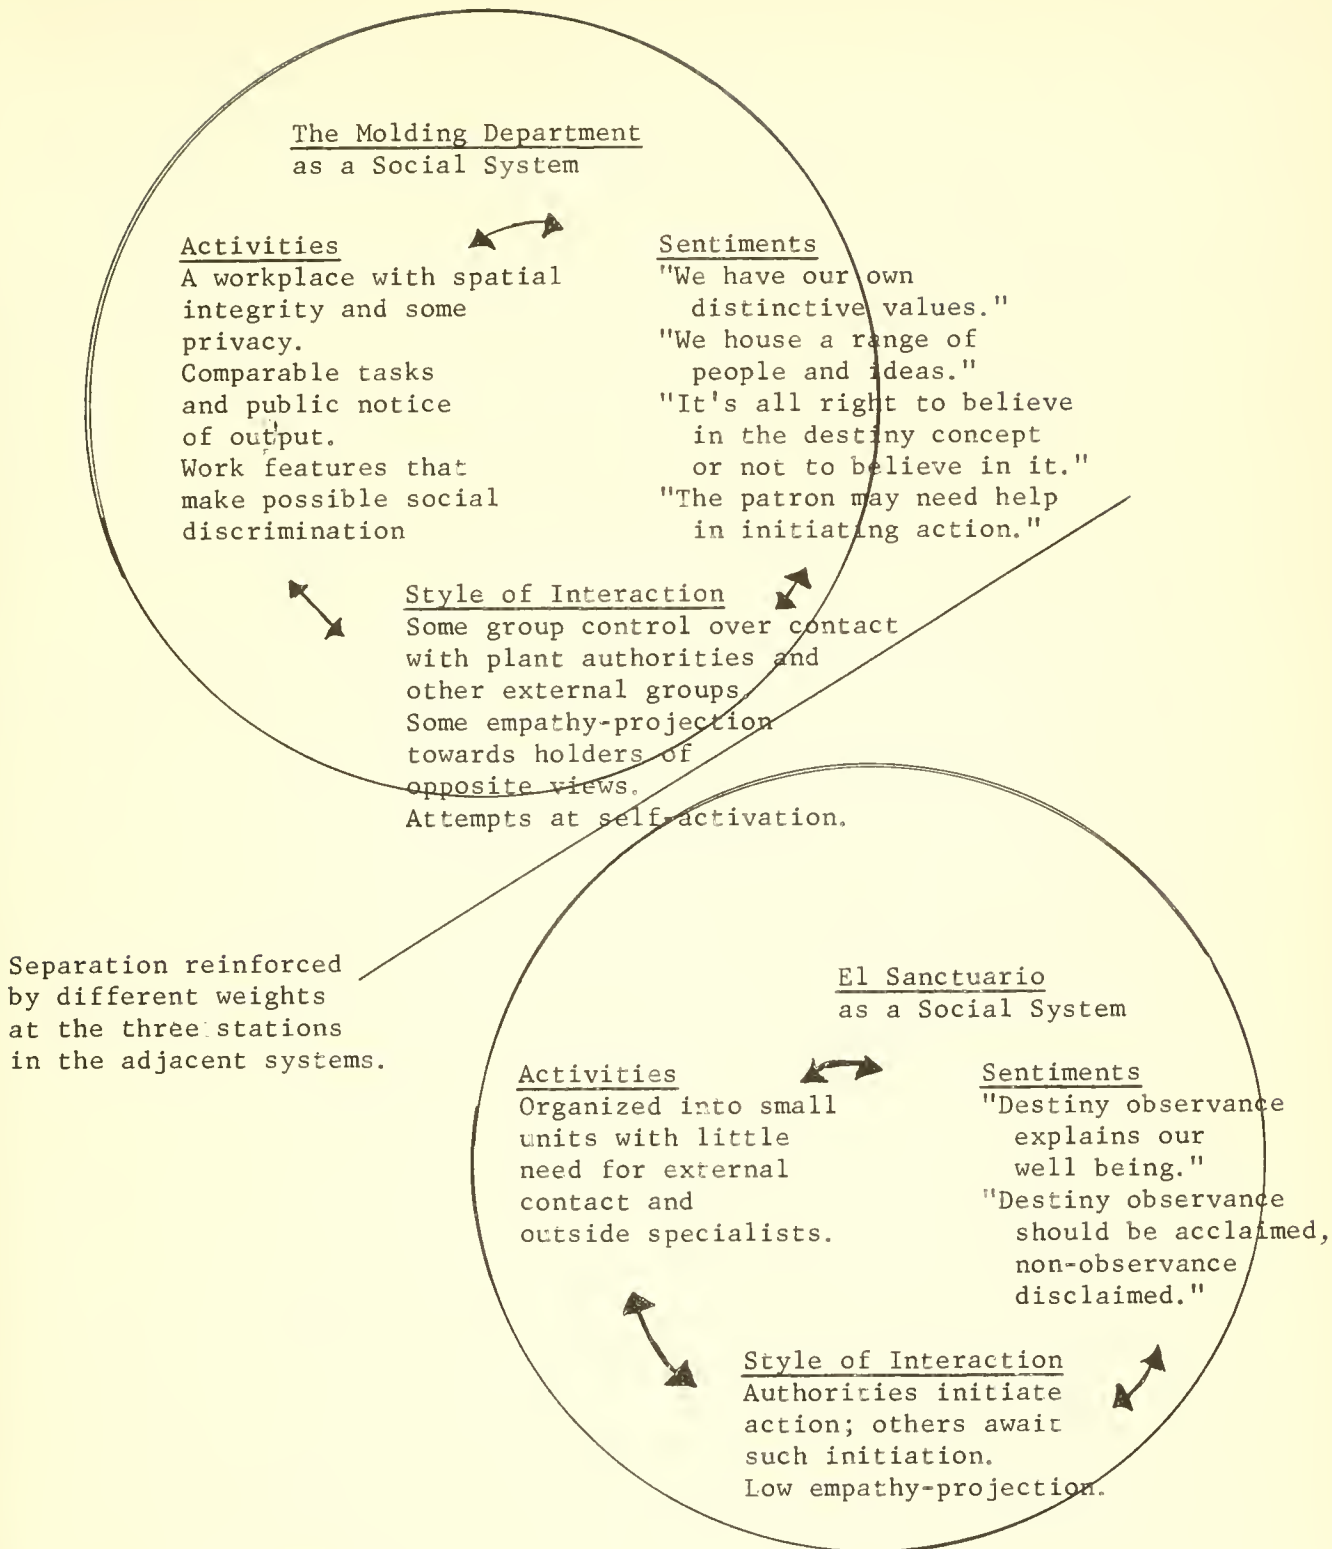 The Molding Department
as a Social System
Activities
A workplace with spatial
integrity and some
privacy.
Comparable tasks
and public notice
of output.
Work features that
make possible social
discrimination
Sentiments
"We have our own
distinctive values."
"We house a range of
people and ideas."
"It's all right to believe
in the destiny concept
or not to believe in it."
"The patron may need help
in initiating action."
Style of Interaction
Some group control over contact
with plant authorities and
other external groups.
Some empathy-projection
towards holders of
opposite views.
Attempts at self-activation.
Separation reinforced
by different weights
at the three stations
in the adjacent systems.
El Sanctuario
as a Social System
Activities
Organized into small
units with little
need for external
contact and
outside specialists.
Sentiments
"Destiny observance
explains our
well being."
"Destiny observance
should be acclaimed,
non-observance
disclaimed."
Style of Interaction
Authorities initiate
action; others await
such initiation.
Low empathy-projection.